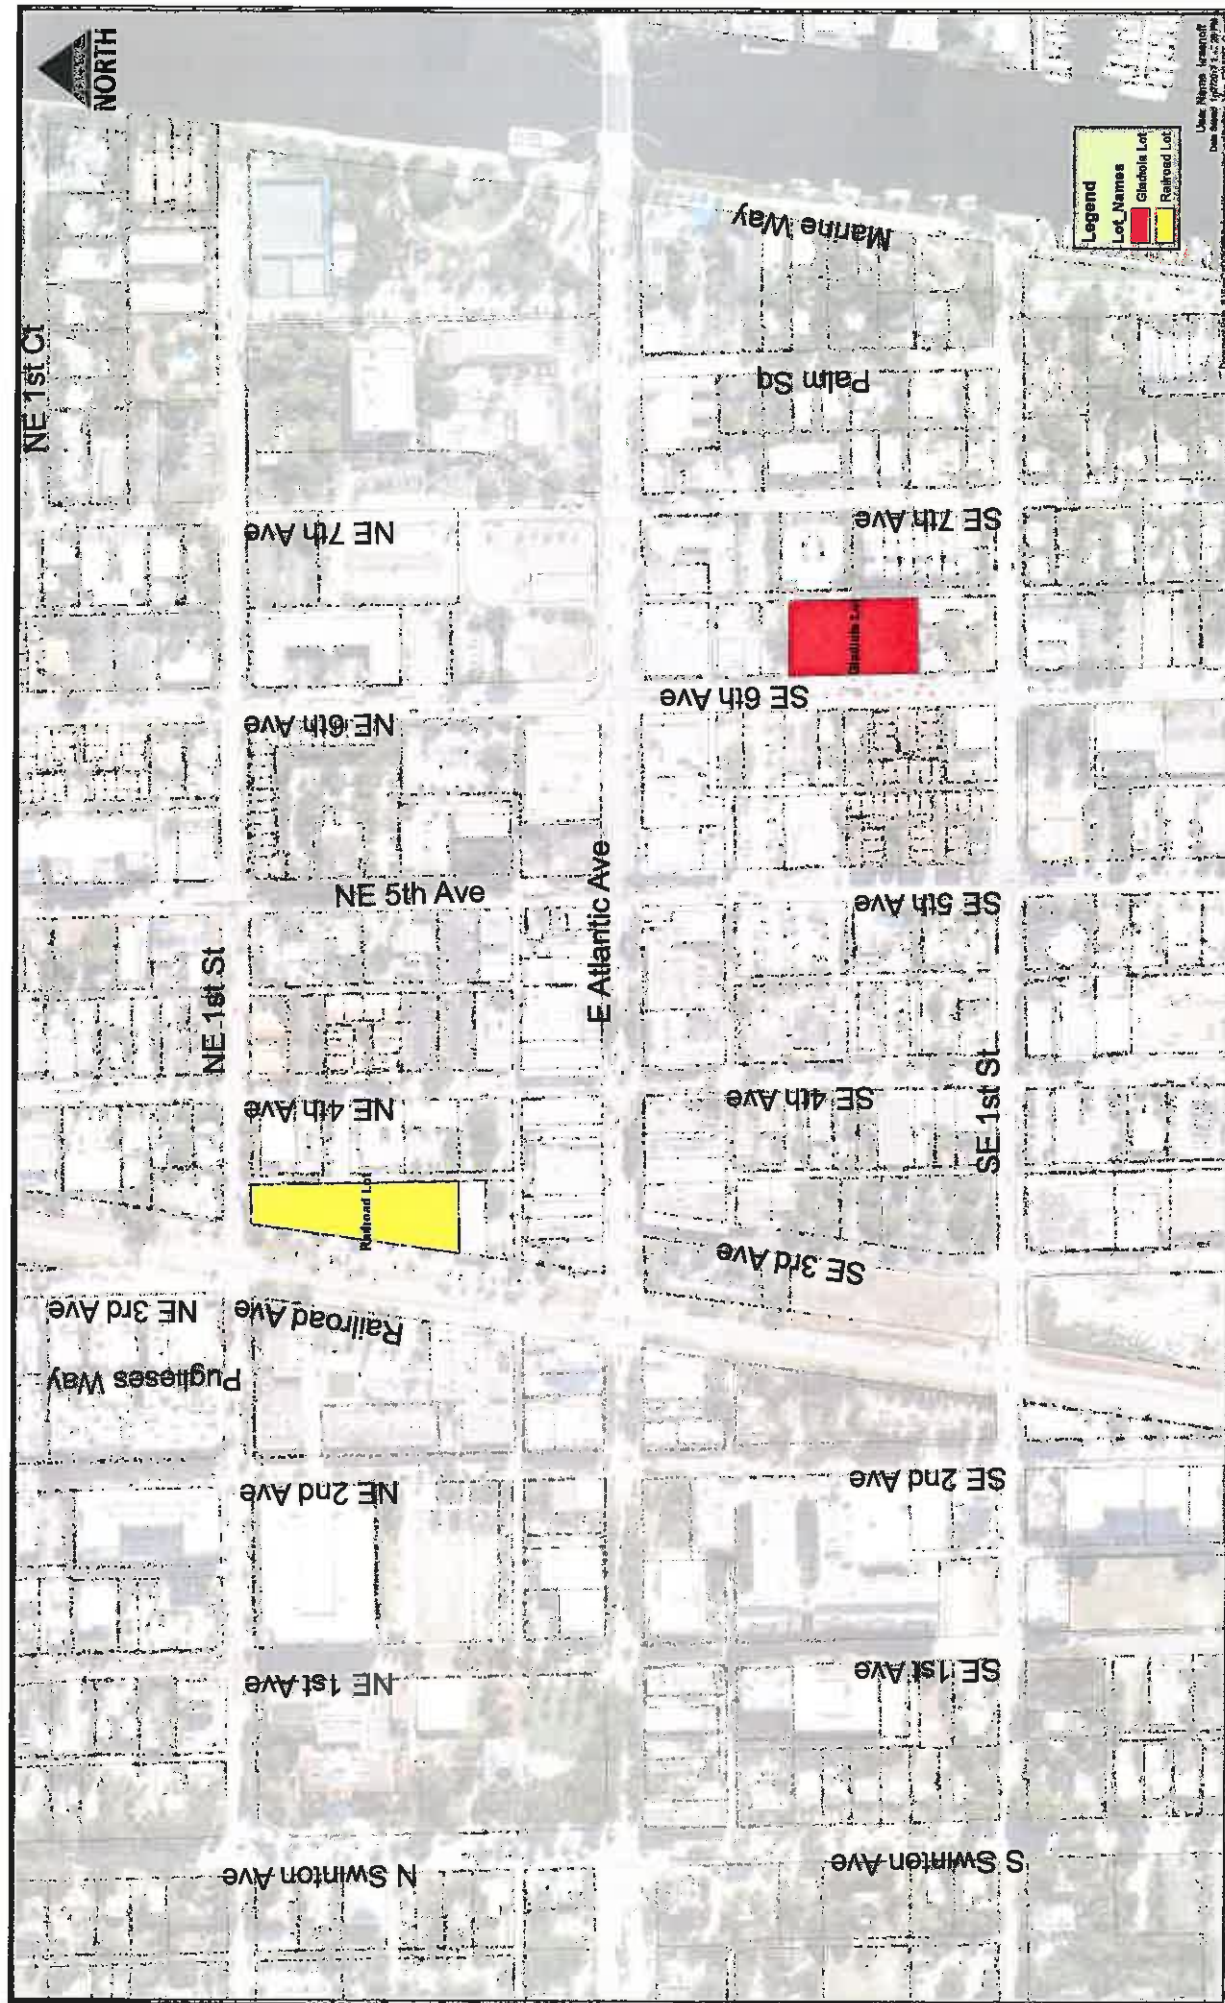 NORTH
NE 1st Ct
NE 7th Ave
NE 6th Ave
NE 5th Ave
NE 1st St
NE 4th Ave
Railroad Lot
NE 3rd Ave
Railroad Ave
Puglieses Way
NE 2nd Ave
NE 1st Ave
N Swinton Ave
E Atlantic Ave
Marine Way
Palm Sq
SE 7th Ave
SE 6th Ave
SE 5th Ave
SE 4th Ave
SE 1st St
SE 3rd Ave
SE 2nd Ave
SE 1st Ave
S Swinton Ave
Legend
Lot_Names
Gladiola Lot
Railroad Lot
User Name: